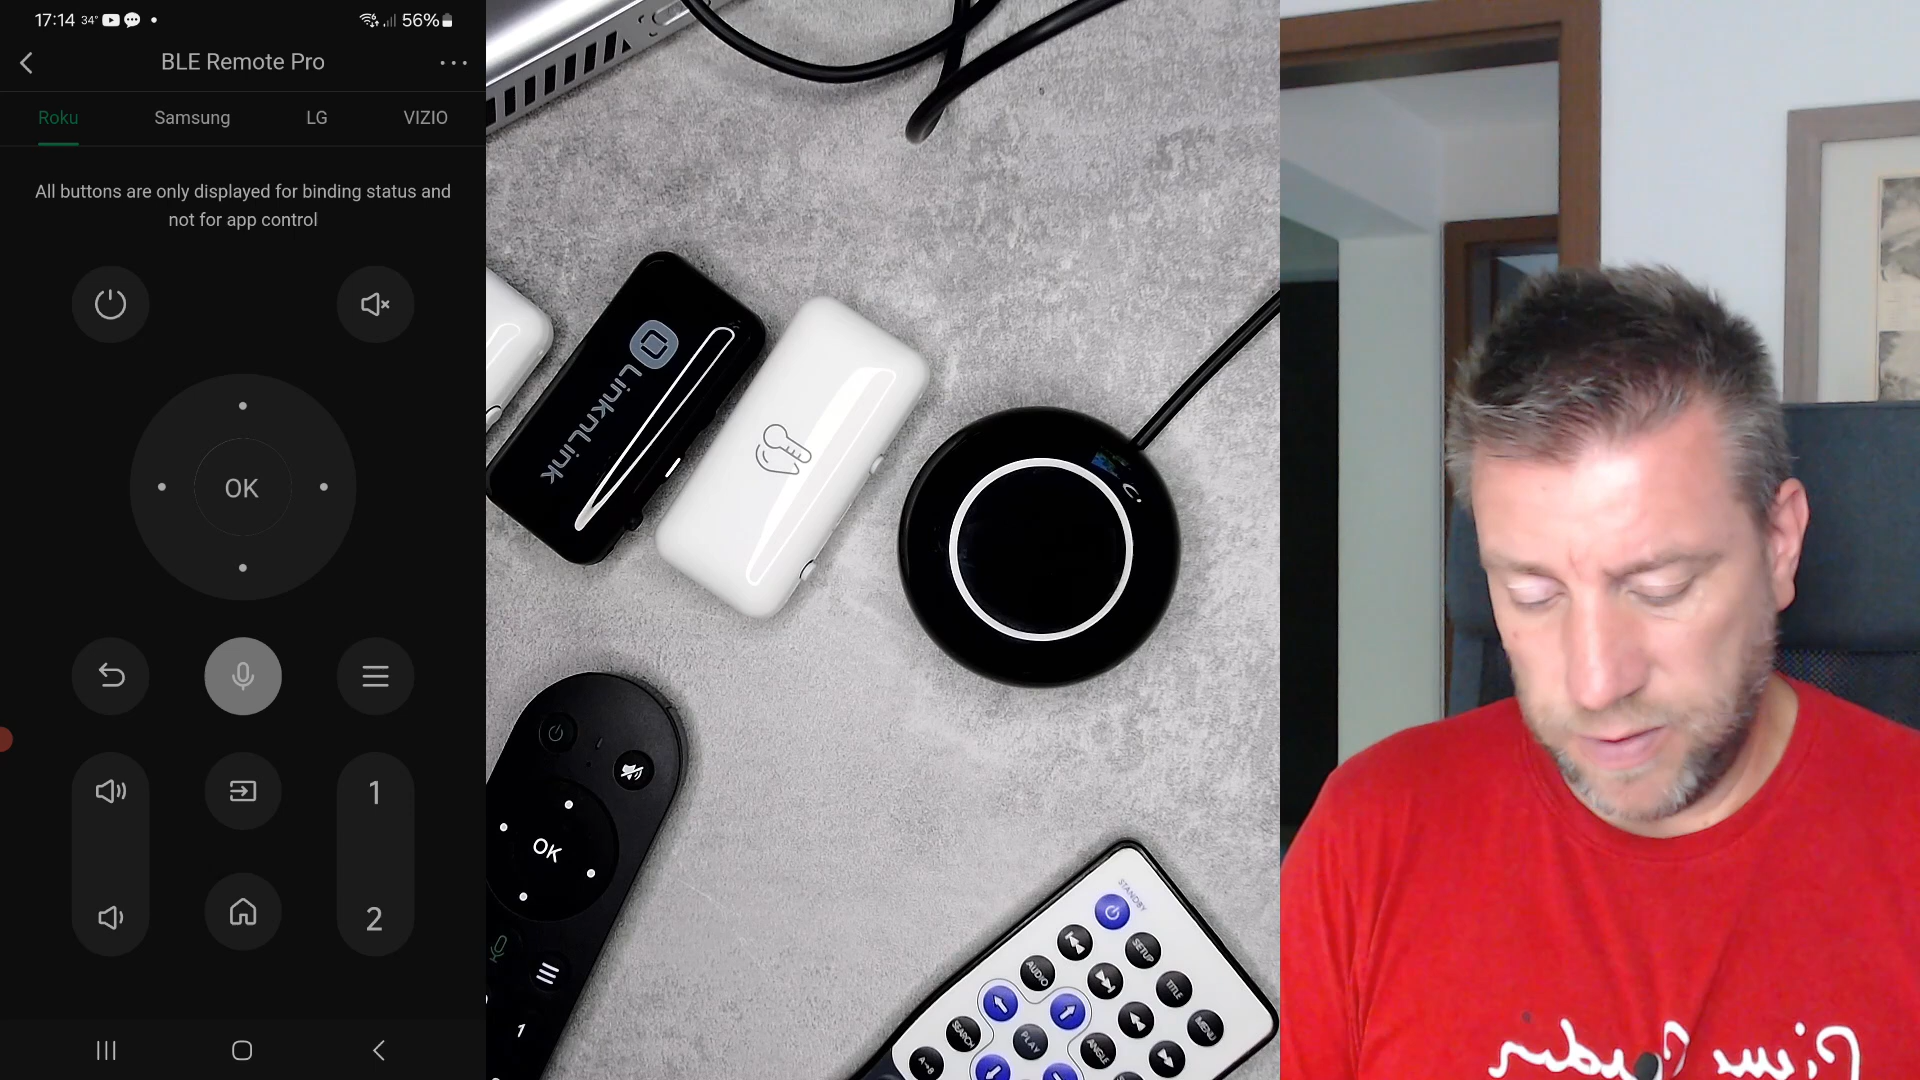 17:14 34° 56%
BLE Remote Pro
Roku Samsung LG VIZIO
All buttons are only displayed for binding status and
not for app control
OK
1
2
LinknLink
OK
1
STANDBY
SETUP
AUDIO
TITLE
MENU
SEARCH
PLAY
ANGLE
A→B